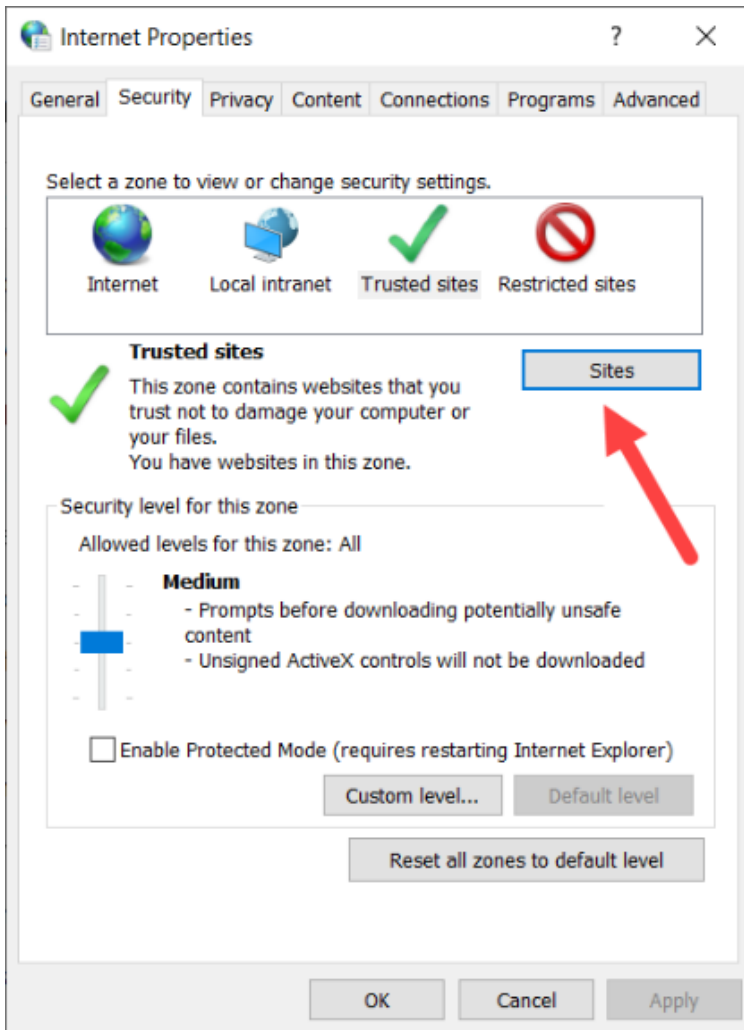 Internet Properties
?
General Security Privacy Content Connections Programs Advanced
Select a zone to view or change security settings.
Internet Local intranet Trusted sites Restricted sites
Trusted sites
Sites
This zone contains websites that you
trust not to damage your computer or
your files.
You have websites in this zone.
Security level for this zone
Allowed levels for this zone: All
Medium
- Prompts before downloading potentially unsafe
content
- Unsigned ActiveX controls will not be downloaded
Enable Protected Mode (requires restarting Internet Explorer)
Custom level... Default level
Reset all zones to default level
OK Cancel Apply